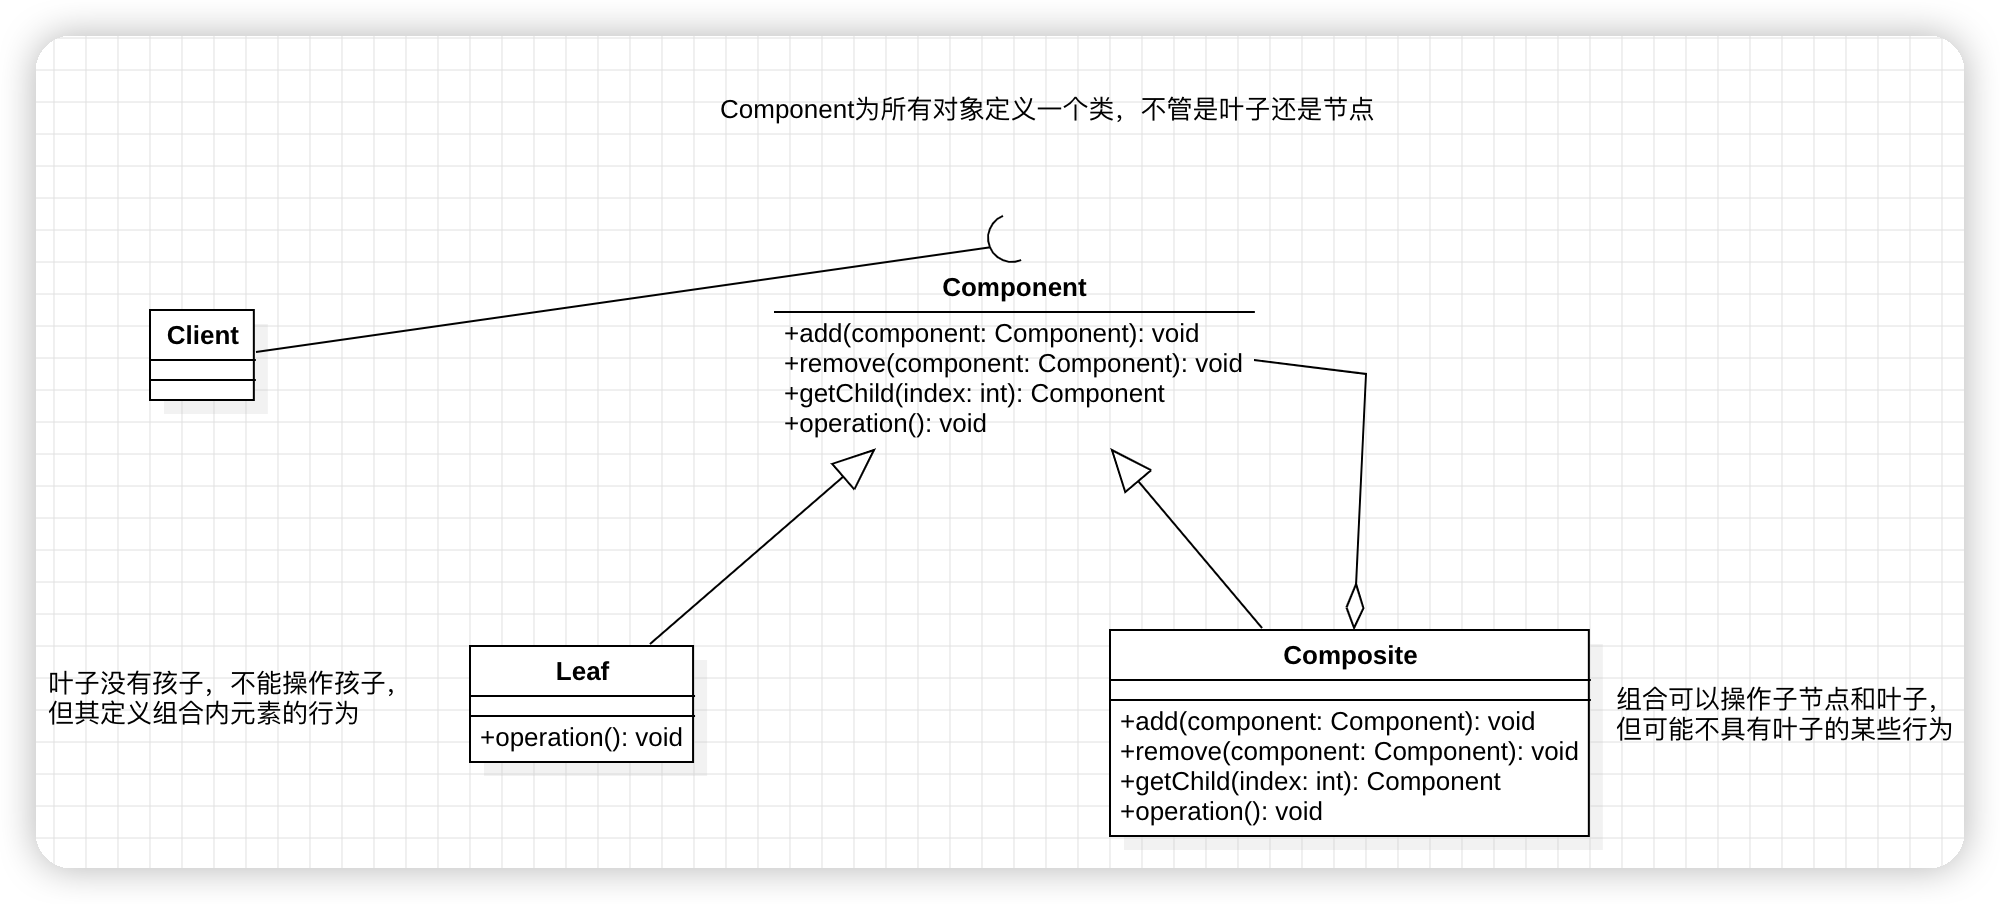 Component为所有对象定义一个类，不管是叶子还是节点
Component
+add(component: Component): void
+remove(component: Component): void
+getChild(index: int): Component
+operation(): void
Client
叶子没有孩子，不能操作孩子，
但其定义组合内元素的行为
Leaf
+operation(): void
Composite
+add(component: Component): void
+remove(component: Component): void
+getChild(index: int): Component
+operation(): void
组合可以操作子节点和叶子，
但可能不具有叶子的某些行为